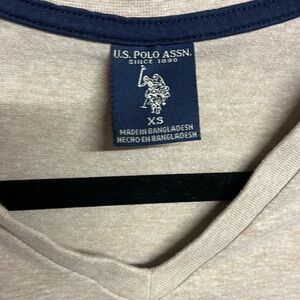 U.S. POLO ASSN.
SINCE 1890
XS
MADE IN BANGLADESH
HECHO EN BANGLADESH